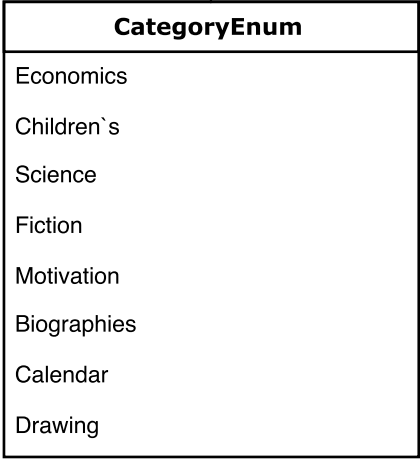 CategoryEnum
Economics
Children`s
Science
Fiction
Motivation
Biographies
Calendar
Drawing